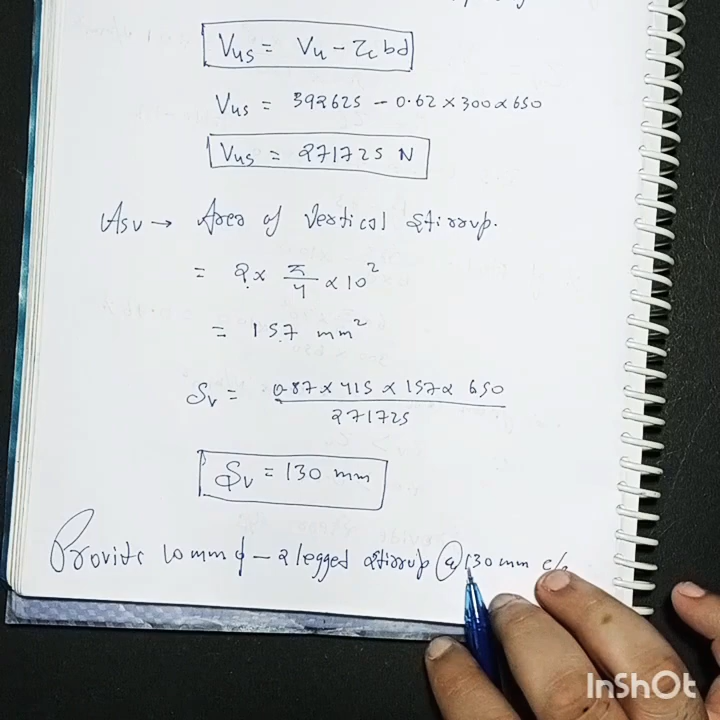 Vus = Vu - τc bd
Vus = 392625 - 0.62 × 300 × 650
Vus = 271725 N
Asv → Area of Vertical stirrup.
= 2 × π/4 × 10²
= 157 mm²
Sv = 0.87 × 415 × 157 × 650 / 271725
Sv = 130 mm
Provide 10 mm ϕ - 2 legged stirrup @ 130 mm c/c
InShOt